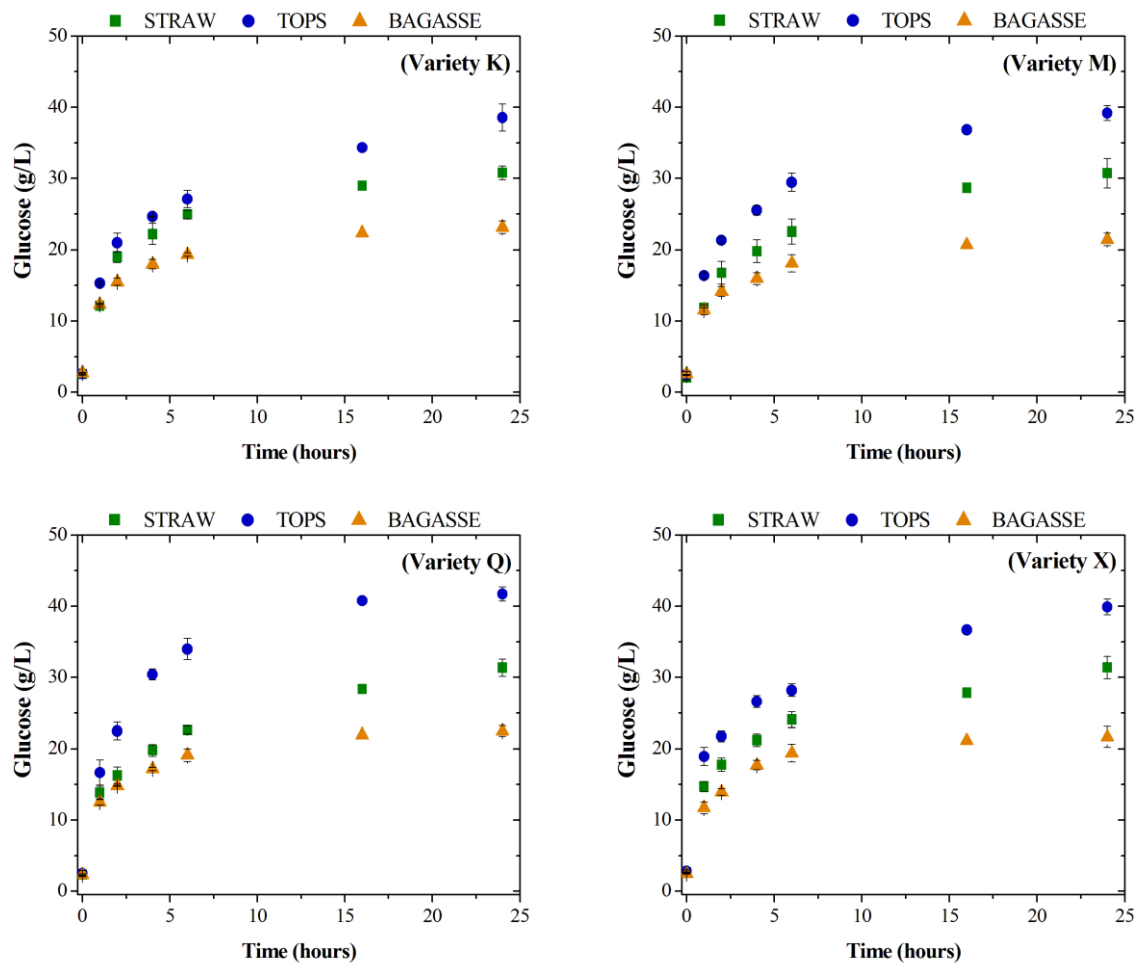 STRAW TOPS BAGASSE
(Variety K)
50
40
30
20
10
0
Glucose (g/L)
0 5 10 15 20 25
Time (hours)
STRAW TOPS BAGASSE
(Variety M)
50
40
30
20
10
0
Glucose (g/L)
0 5 10 15 20 25
Time (hours)
STRAW TOPS BAGASSE
(Variety Q)
50
40
30
20
10
0
Glucose (g/L)
0 5 10 15 20 25
Time (hours)
STRAW TOPS BAGASSE
(Variety X)
50
40
30
20
10
0
Glucose (g/L)
0 5 10 15 20 25
Time (hours)